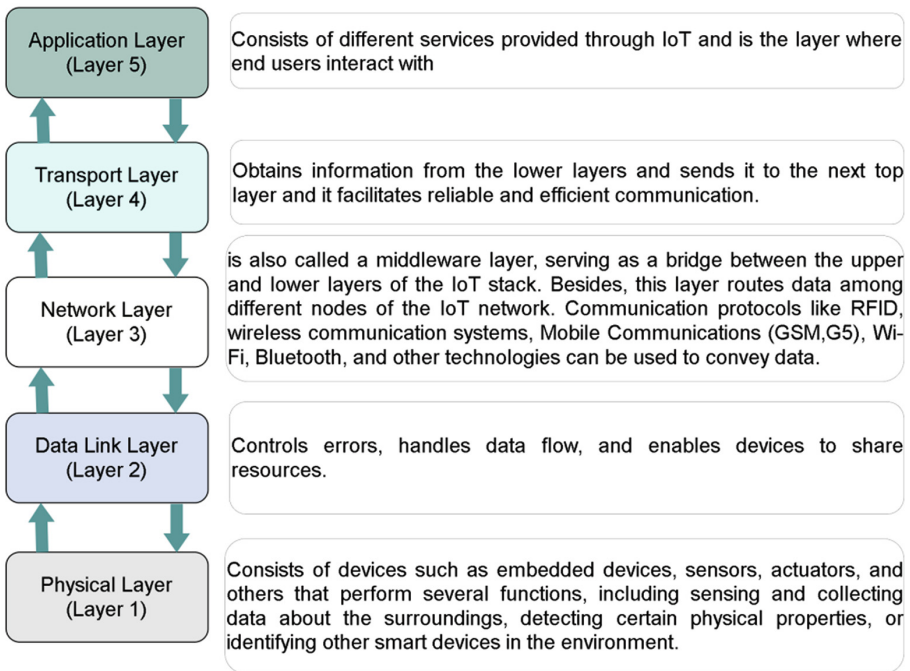 Application Layer
(Layer 5)
Consists of different services provided through IoT and is the layer where
end users interact with
Transport Layer
(Layer 4)
Obtains information from the lower layers and sends it to the next top
layer and it facilitates reliable and efficient communication.
Network Layer
(Layer 3)
is also called a middleware layer, serving as a bridge between the upper
and lower layers of the IoT stack. Besides, this layer routes data among
different nodes of the IoT network. Communication protocols like RFID,
wireless communication systems, Mobile Communications (GSM,G5), Wi-
Fi, Bluetooth, and other technologies can be used to convey data.
Data Link Layer
(Layer 2)
Controls errors, handles data flow, and enables devices to share
resources.
Physical Layer
(Layer 1)
Consists of devices such as embedded devices, sensors, actuators, and
others that perform several functions, including sensing and collecting
data about the surroundings, detecting certain physical properties, or
identifying other smart devices in the environment.